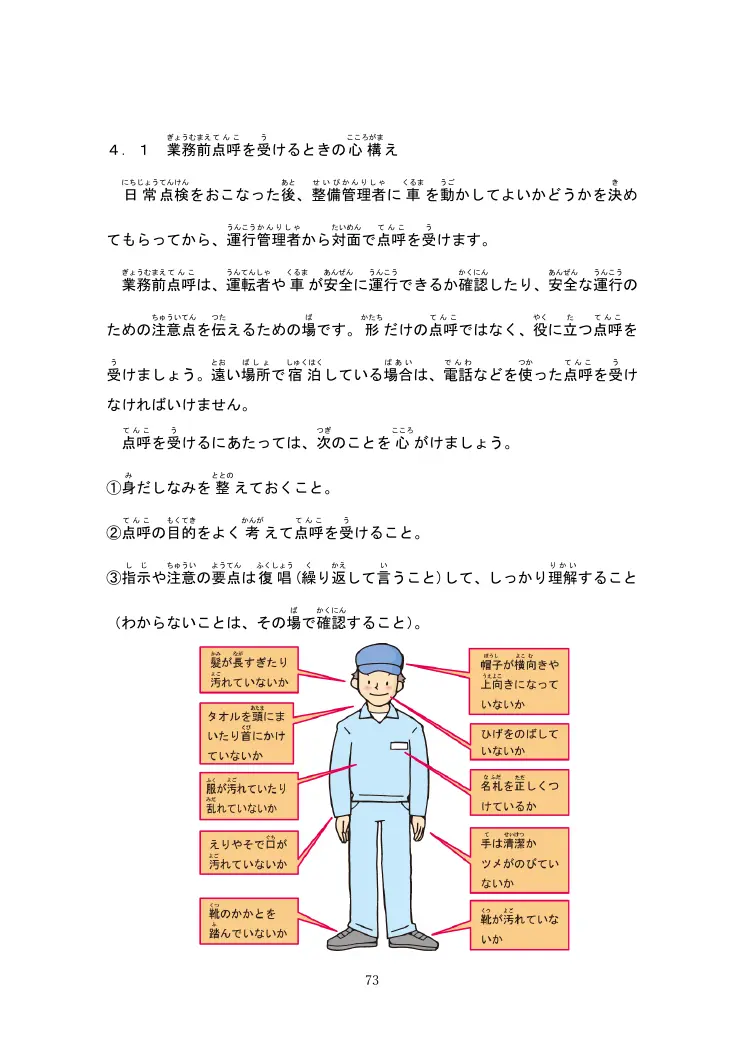 ４．１　業務前点呼を受けるときの心構え
日常点検をおこなった後、整備管理者に車を動かしてよいかどうかを決め
てもらってから、運行管理者から対面で点呼を受けます。
業務前点呼は、運転者や車が安全に運行できるか確認したり、安全な運行の
ための注意点を伝えるための場です。形だけの点呼ではなく、役に立つ点呼を
受けましょう。遠い場所で宿泊している場合は、電話などを使った点呼を受け
なければいけません。
点呼を受けるにあたっては、次のことを心がけましょう。
①身だしなみを整えておくこと。
②点呼の目的をよく考えて点呼を受けること。
③指示や注意の要点は復唱(繰り返して言うこと)して、しっかり理解すること
（わからないことは、その場で確認すること）。
髪が長すぎたり
汚れていないか
タオルを頭にま
いたり首にかけ
ていないか
服が汚れていたり
乱れていないか
えりやそで口が
汚れていないか
靴のかかとを
踏んでいないか
帽子が横向きや
上向きになって
いないか
ひげをのばして
いないか
名札を正しくつ
けているか
手は清潔か
ツメがのびてい
ないか
靴が汚れていな
いか
73